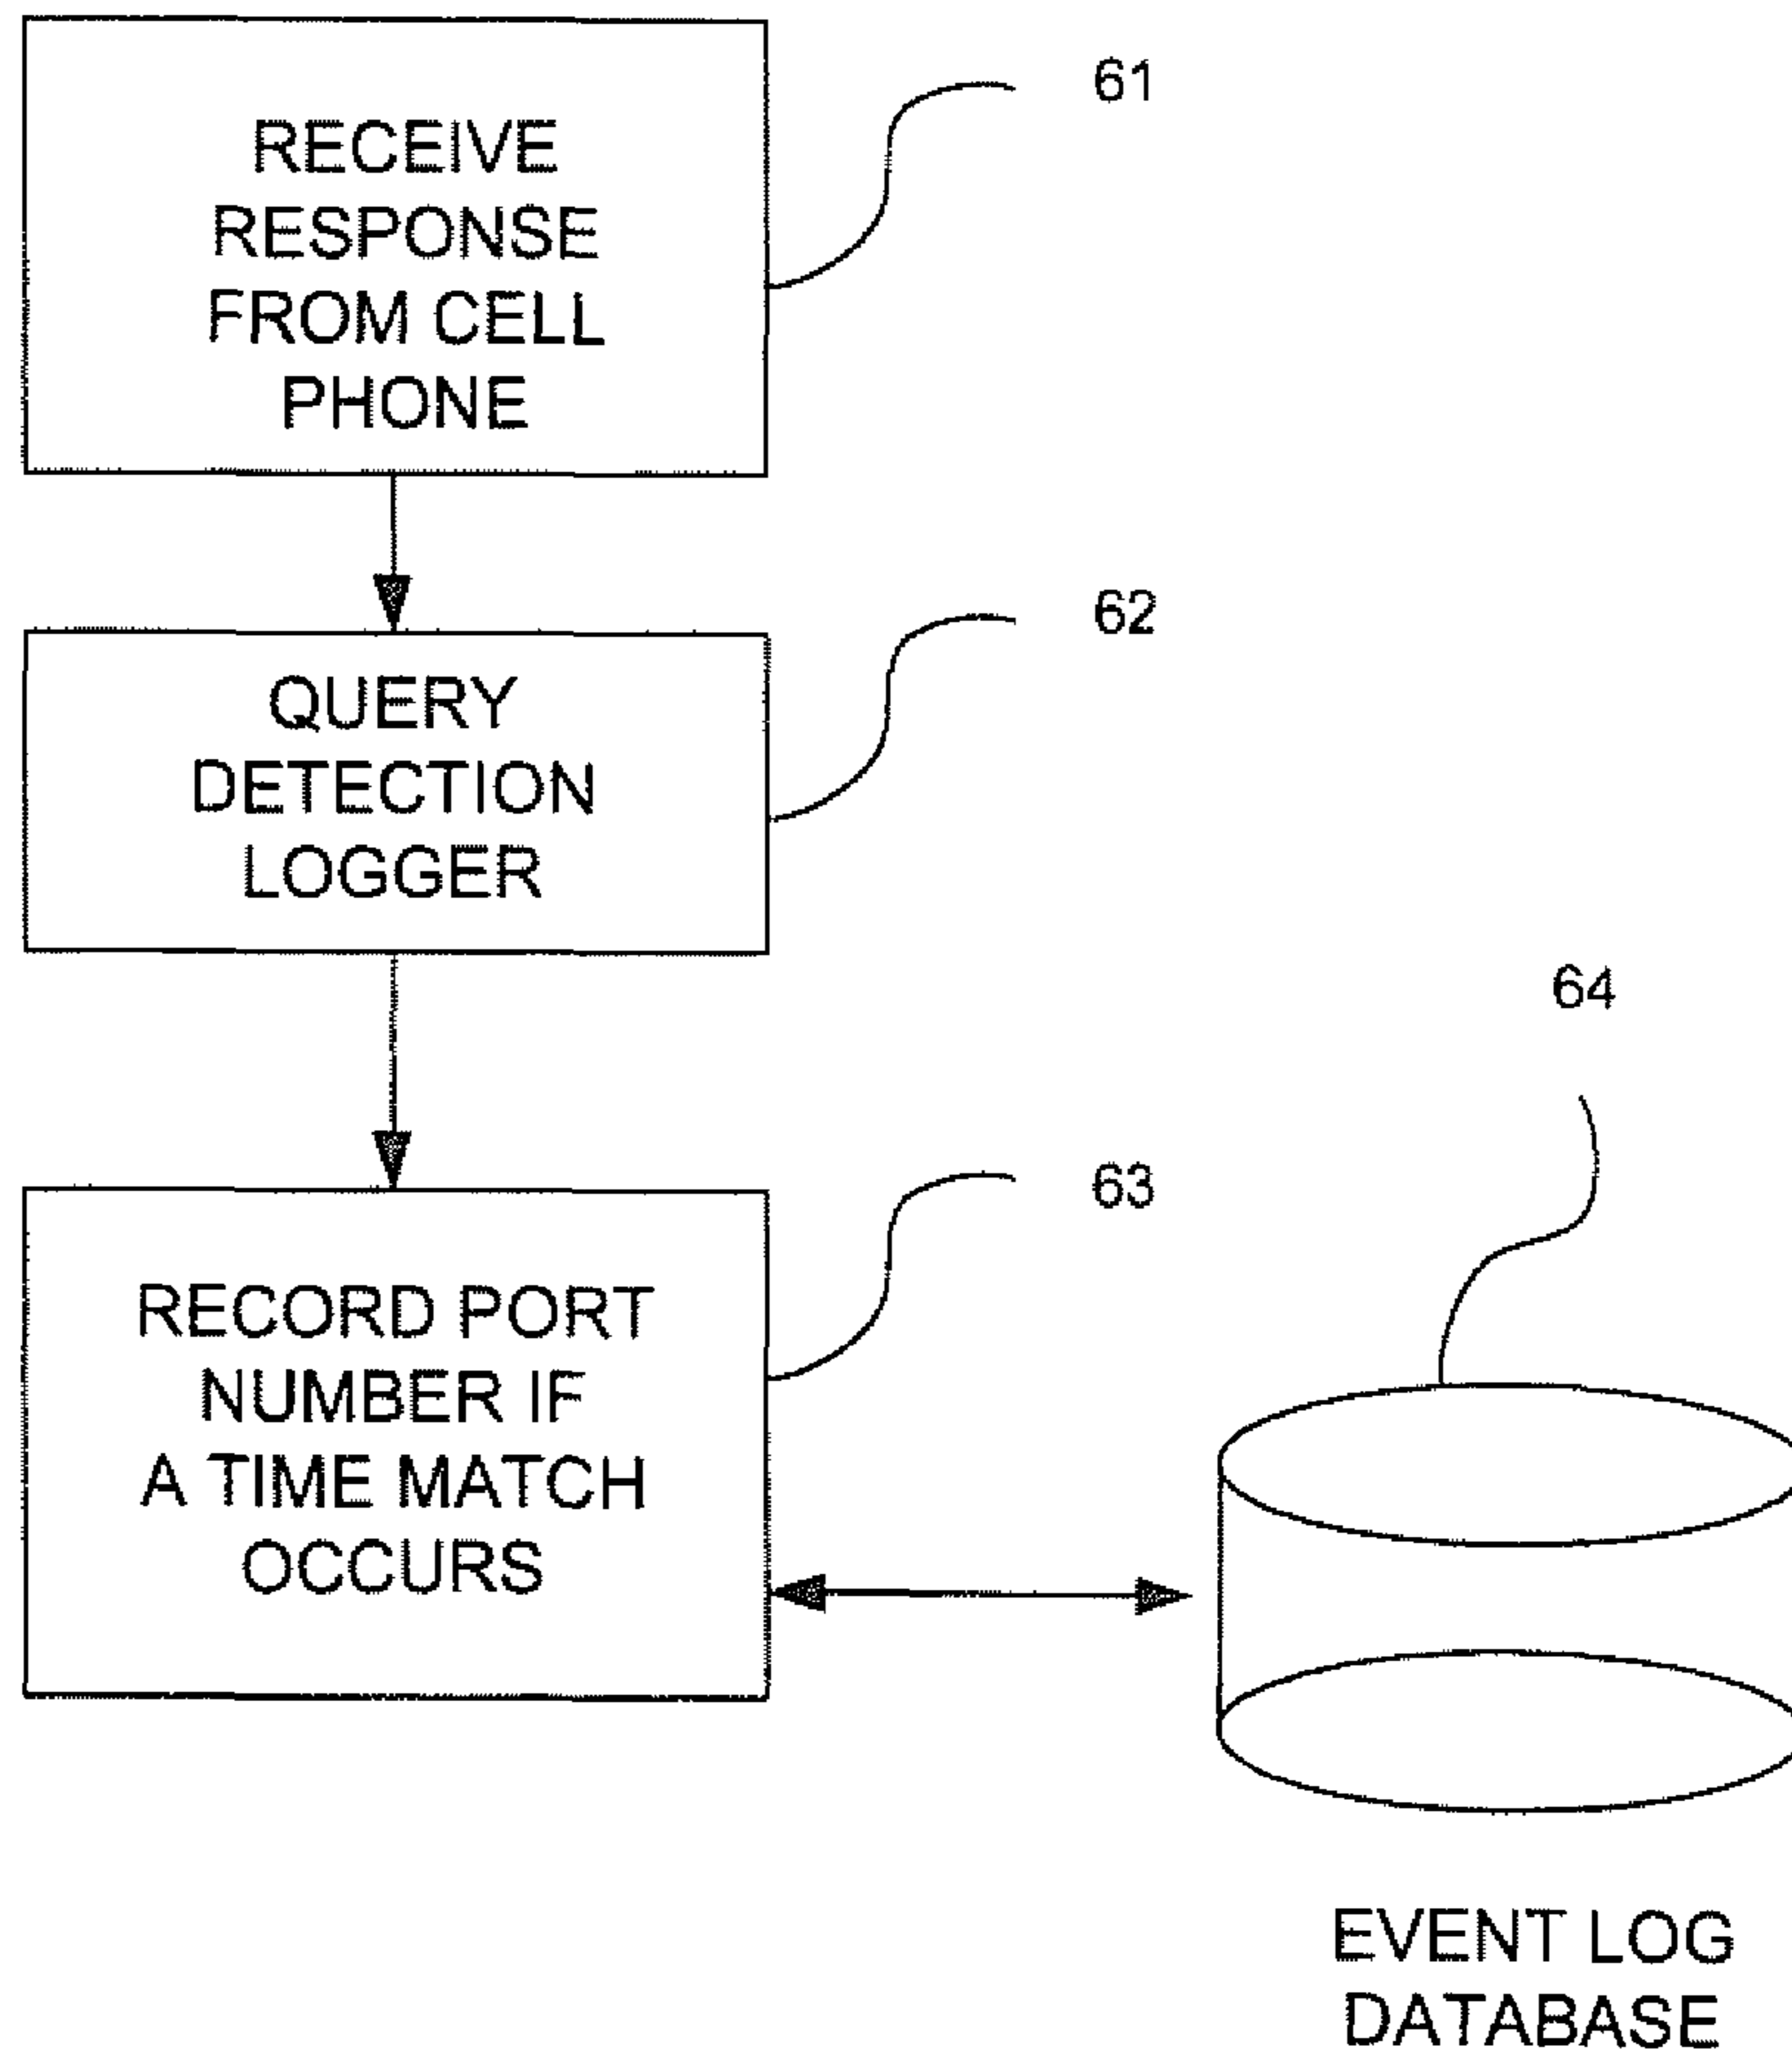 RECEIVE
RESPONSE
FROM CELL
PHONE
61
QUERY
DETECTION
LOGGER
62
RECORD PORT
NUMBER IF
A TIME MATCH
OCCURS
63
64
EVENT LOG
DATABASE